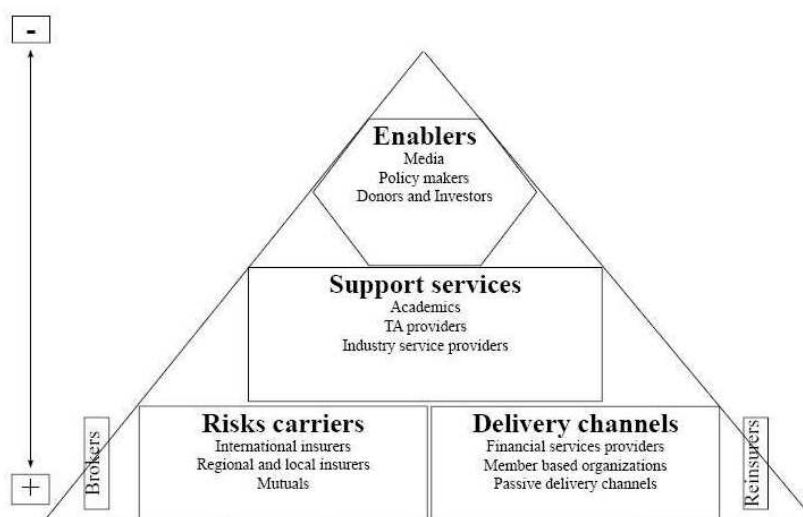 -
Enablers
Media
Policy makers
Donors and Investors
Support services
Academics
TA providers
Industry service providers
Risks carriers
International insurers
Regional and local insurers
Mutuals
Delivery channels
Financial services providers
Member based organizations
Passive delivery channels
Brokers
Reinsurers
+